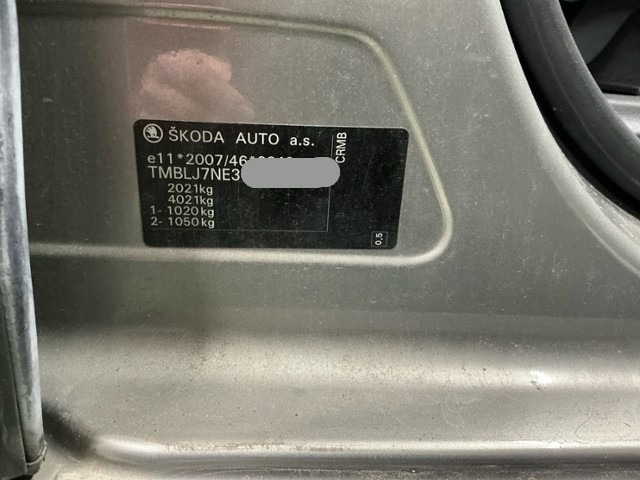 ŠKODA AUTO a.s.
e11*2007/46
TMBLJ7NE3
2021kg
4021kg
1- 1020kg
2- 1050kg
CRMB
0,5